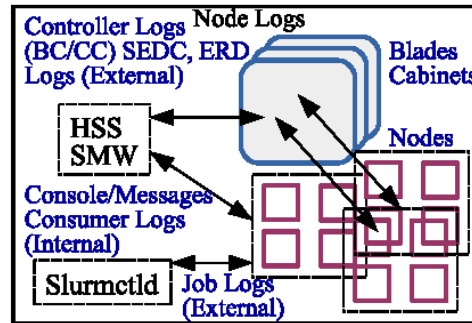 Controller Logs
(BC/CC) SEDC, ERD
Logs (External)
Node Logs
Blades
Cabinets
HSS
SMW
Nodes
Console/Messages
Consumer Logs
(Internal)
Slurmctld
Job Logs
(External)